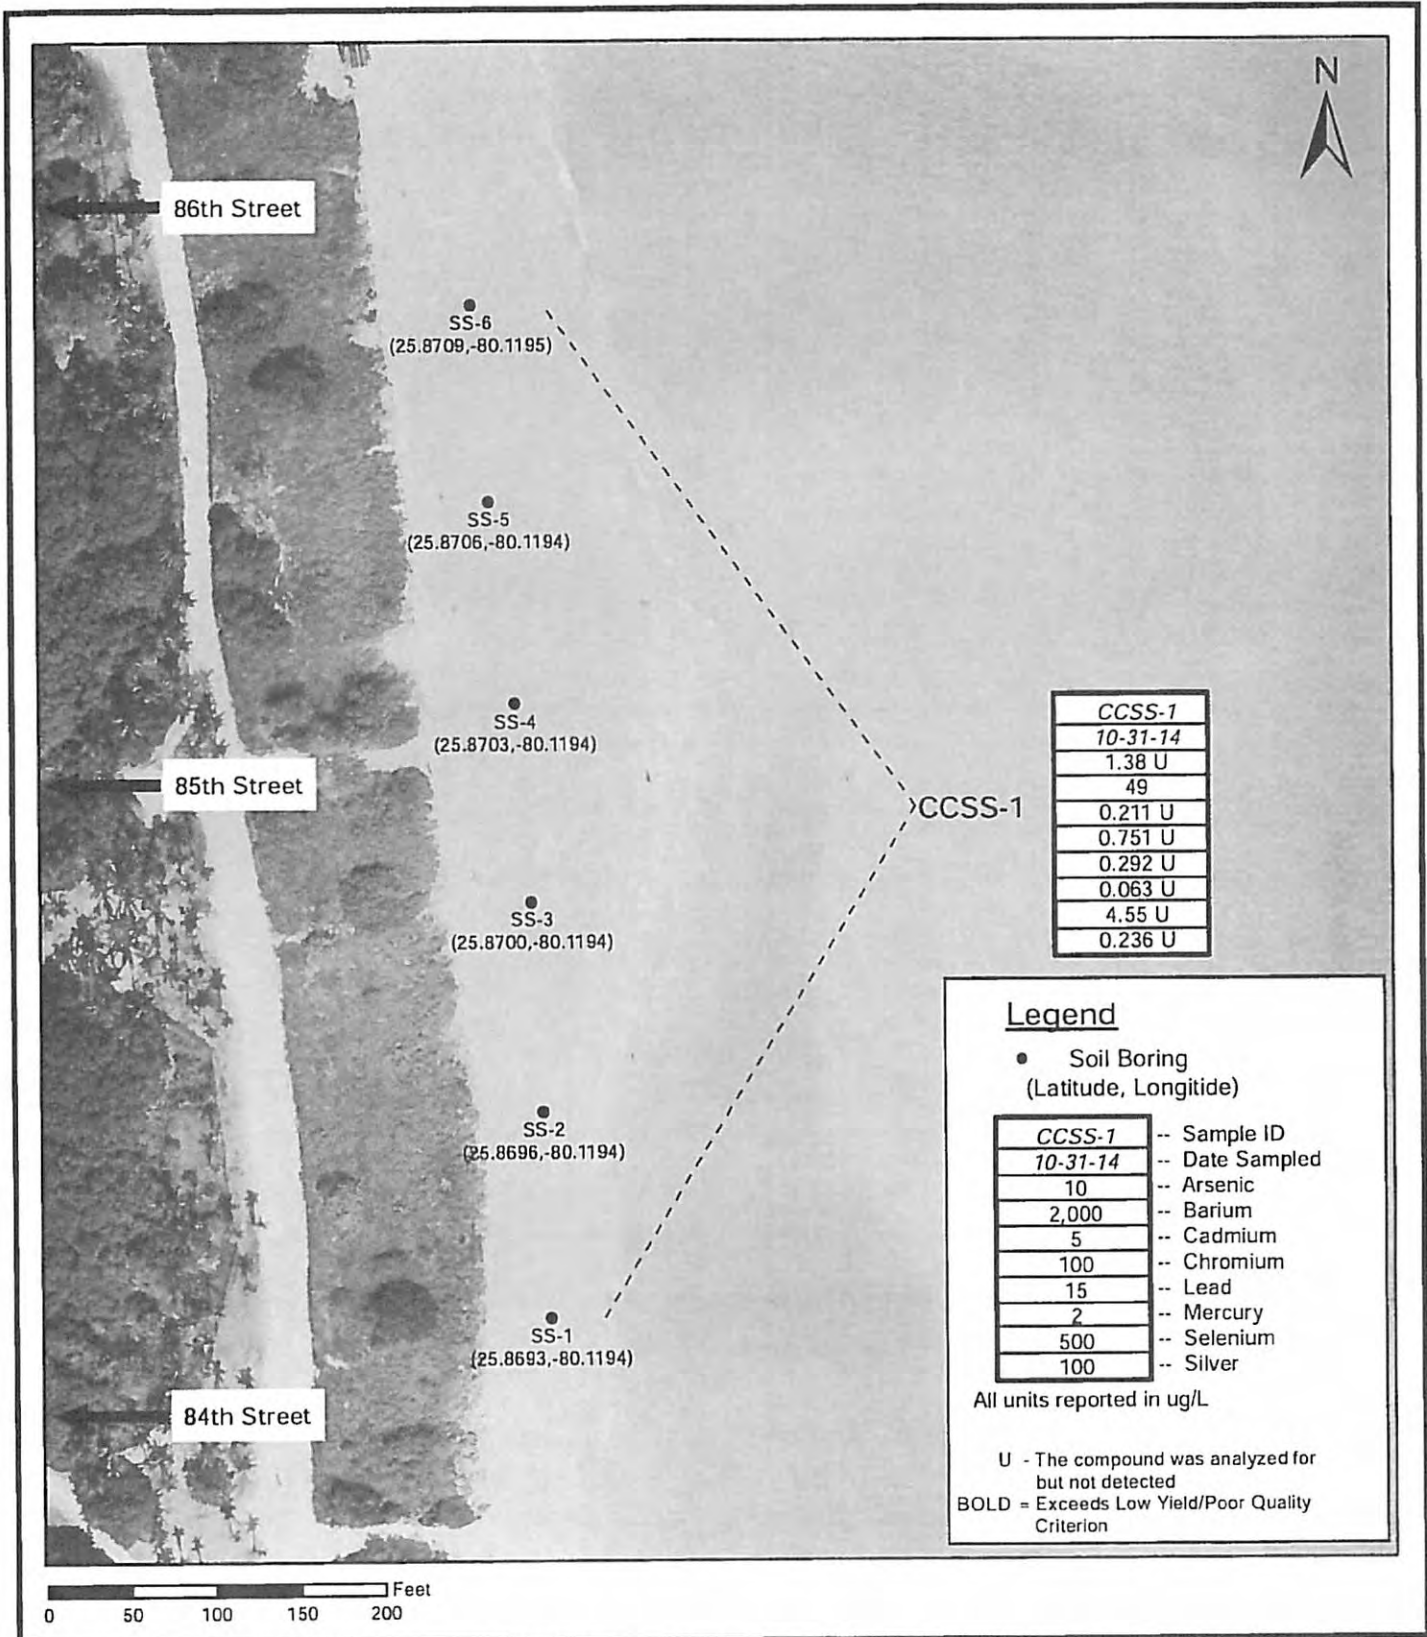 N
86th Street
SS-6
(25.8709,-80.1195)
SS-5
(25.8706,-80.1194)
SS-4
(25.8703,-80.1194)
85th Street
CCSS-1
CCSS-1
10-31-14
1.38 U
49
0.211 U
0.751 U
0.292 U
0.063 U
4.55 U
0.236 U
SS-3
(25.8700,-80.1194)
SS-2
(25.8696,-80.1194)
SS-1
(25.8693,-80.1194)
84th Street
Legend
Soil Boring
(Latitude, Longitide)
CCSS-1 -- Sample ID
10-31-14 -- Date Sampled
10 -- Arsenic
2,000 -- Barium
5 -- Cadmium
100 -- Chromium
15 -- Lead
2 -- Mercury
500 -- Selenium
100 -- Silver
All units reported in ug/L
U - The compound was analyzed for
but not detected
BOLD = Exceeds Low Yield/Poor Quality
Criterion
Feet
0 50 100 150 200